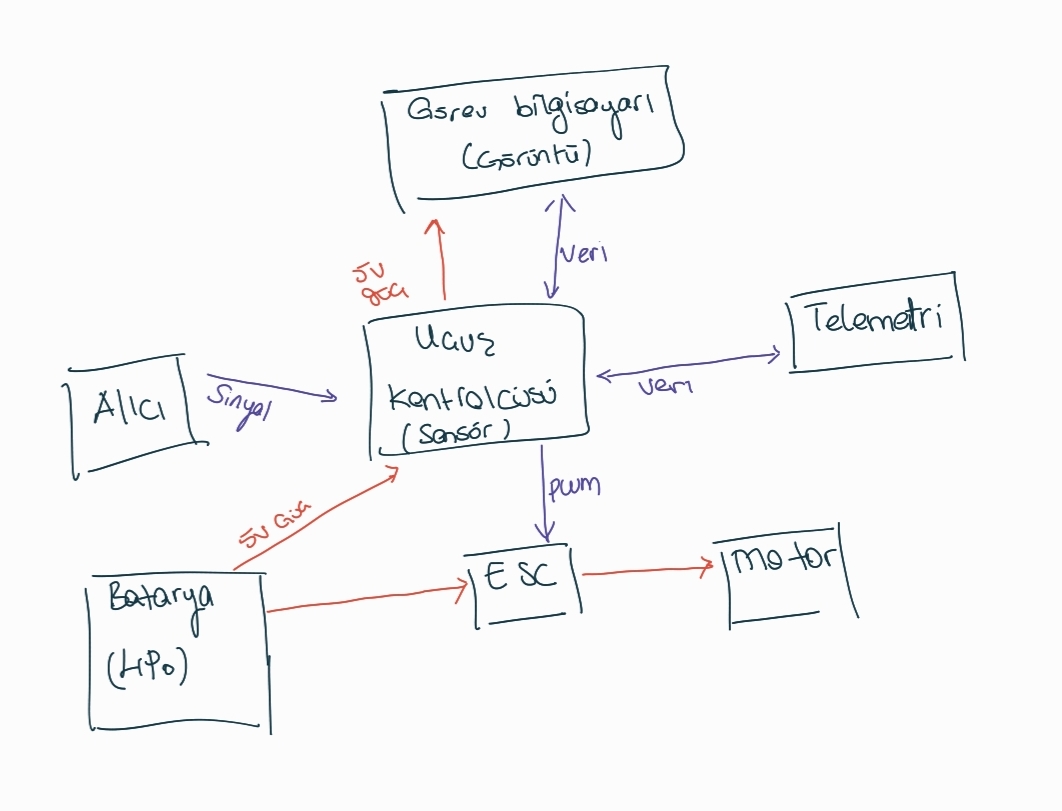 Görev bilgisayarı
(Görüntü)
5V
güç
Veri
Uçuş
Kontrolcüsü
(Sensör)
Telemetri
Veri
Alıcı
Sinyal
PWM
5V Güç
Batarya
(LiPo)
ESC
Motor